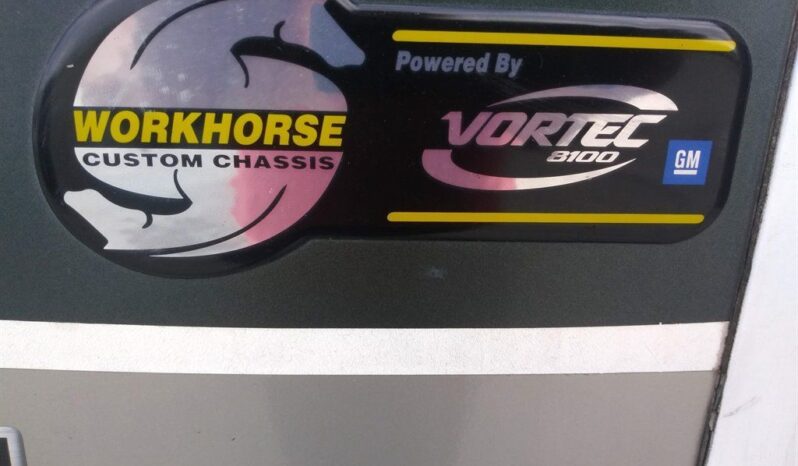 WORKHORSE
CUSTOM CHASSIS
Powered By
VORTEC
8100
GM